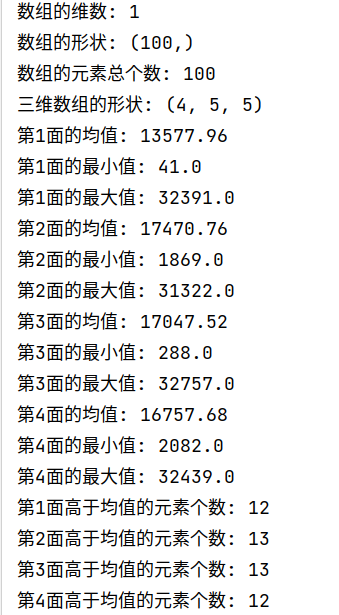 数组的维数: 1
数组的形状: (100,)
数组的元素总个数: 100
三维数组的形状: (4, 5, 5)
第1面的均值: 13577.96
第1面的最小值: 41.0
第1面的最大值: 32391.0
第2面的均值: 17470.76
第2面的最小值: 1869.0
第2面的最大值: 31322.0
第3面的均值: 17047.52
第3面的最小值: 288.0
第3面的最大值: 32757.0
第4面的均值: 16757.68
第4面的最小值: 2082.0
第4面的最大值: 32439.0
第1面高于均值的元素个数: 12
第2面高于均值的元素个数: 13
第3面高于均值的元素个数: 13
第4面高于均值的元素个数: 12